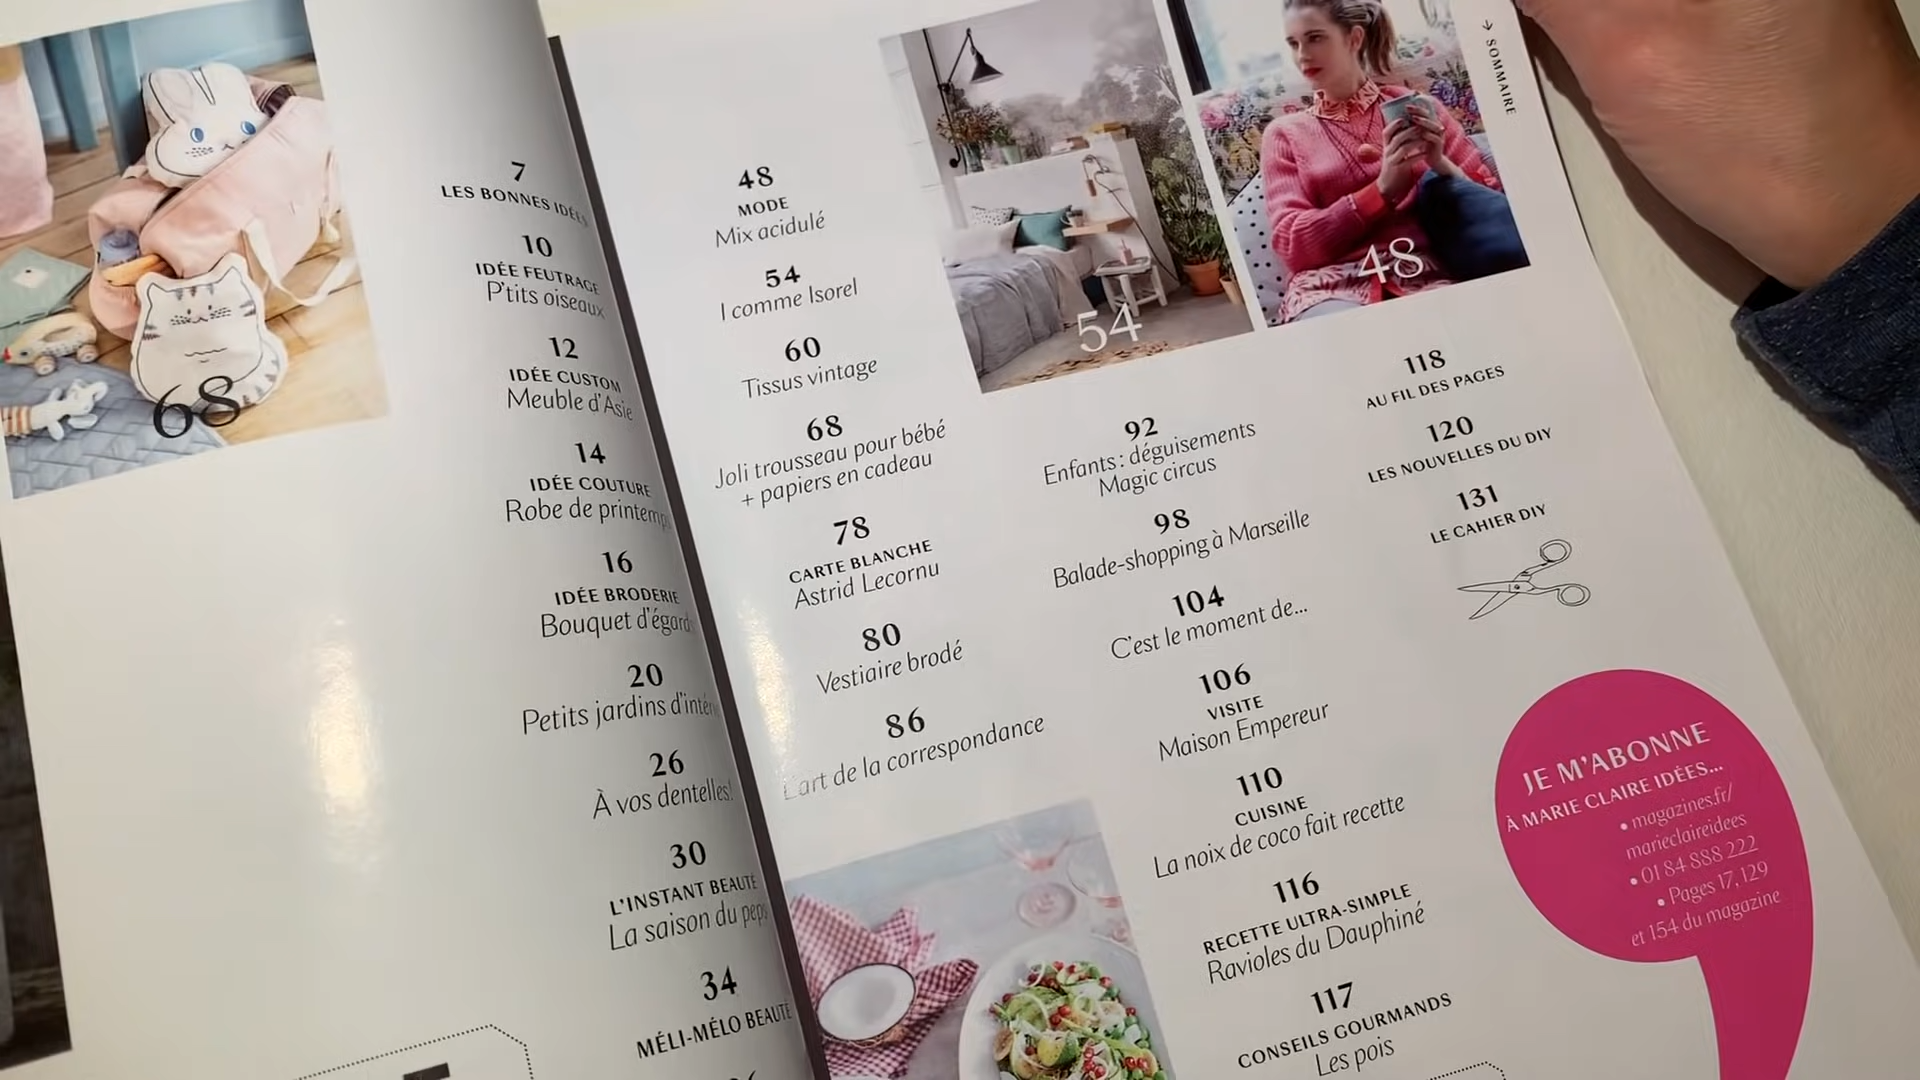 68
7
LES BONNES IDÉES
10
IDÉE FEUTRAGE
P'tits oiseaux
12
IDÉE CUSTOM
Meuble d'Asie
14
IDÉE COUTURE
Robe de printemps
16
IDÉE BRODERIE
Bouquet d'égards
20
Petits jardins d'intér
26
À vos dentelles!
30
L'INSTANT BEAUTÉ
La saison du peps
34
MÉLI-MÉLO BEAUTÉ
48
MODE
Mix acidulé
54
I comme Isorel
60
Tissus vintage
68
Joli trousseau pour bébé
+ papiers en cadeau
78
CARTE BLANCHE
Astrid Lecornu
80
Vestiaire brodé
86
L'art de la correspondance
54
48
SOMMAIRE
92
Enfants : déguisements
Magic circus
98
Balade-shopping à Marseille
104
C'est le moment de...
106
VISITE
Maison Empereur
110
CUISINE
La noix de coco fait recette
116
RECETTE ULTRA-SIMPLE
Ravioles du Dauphiné
117
CONSEILS GOURMANDS
Les pois
118
AU FIL DES PAGES
120
LES NOUVELLES DU DIY
131
LE CAHIER DIY
JE M'ABONNE
À MARIE CLAIRE IDÉES...
• magazines.fr/
marieclaireidees
• 01 84 888 222
• Pages 17, 129
et 154 du magazine